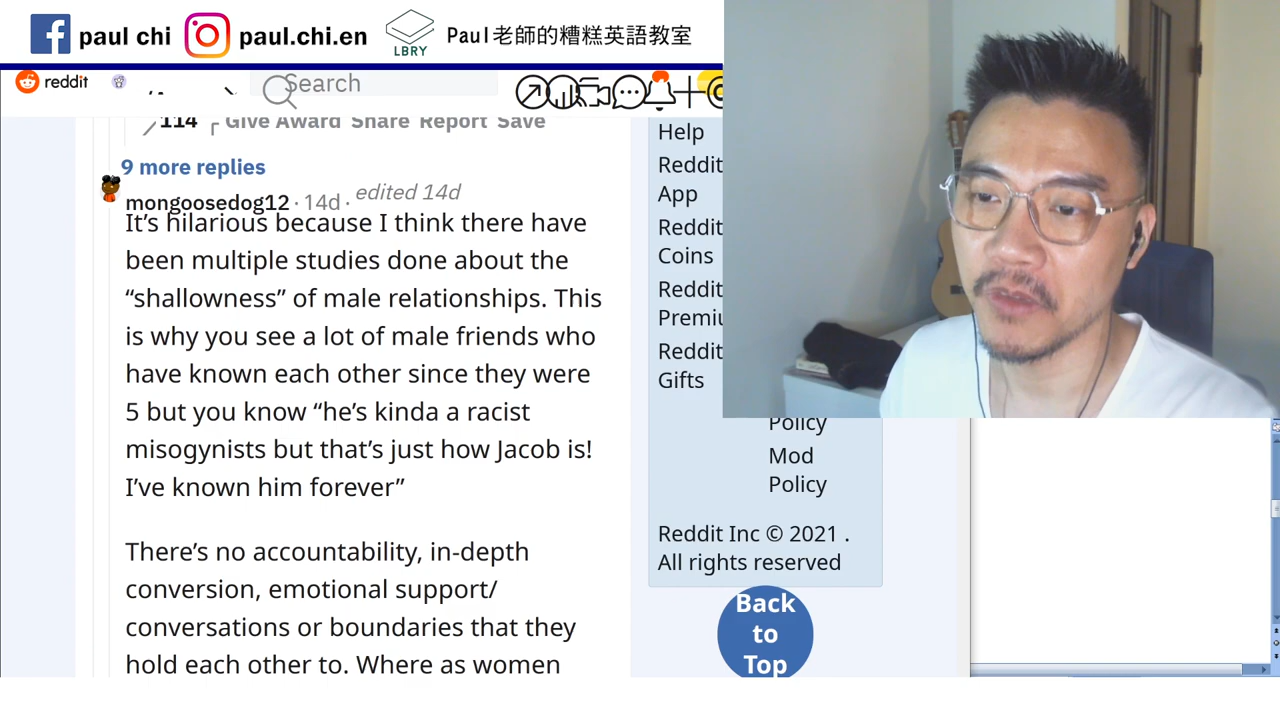 paul chi
paul.chi.en
LBRY
Paul老師的糟糕英語教室
reddit
Search
114 Give Award Share Report Save
9 more replies
mongoosedog12 · 14d · edited 14d
It’s hilarious because I think there have
been multiple studies done about the
“shallowness” of male relationships. This
is why you see a lot of male friends who
have known each other since they were
5 but you know “he’s kinda a racist
misogynists but that’s just how Jacob is!
I’ve known him forever”
There’s no accountability, in-depth
conversion, emotional support/
conversations or boundaries that they
hold each other to. Where as women
Help
Reddit
App
Reddit
Coins
Reddit
Reddit
Gifts
Policy
Mod
Policy
Reddit Inc © 2021 .
All rights reserved
Back
to
Top